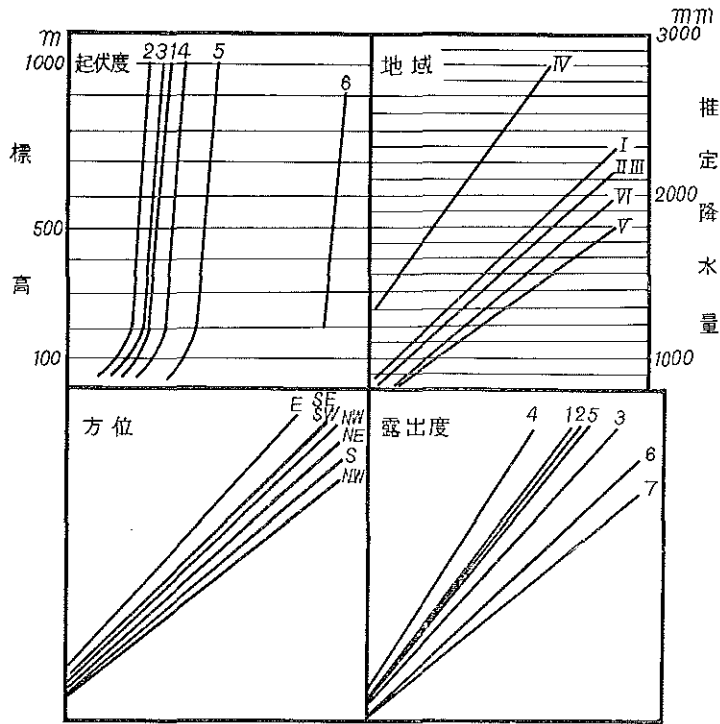 m
1000
500
100
標高
起伏度
2 3 1 4 5
6
地域
IV
I
II III
VI
V
mm
3000
2000
1000
推定降水量
方位
E
SE
SW
NW
NE
S
NW
露出度
4 1 2 5 3
6
7